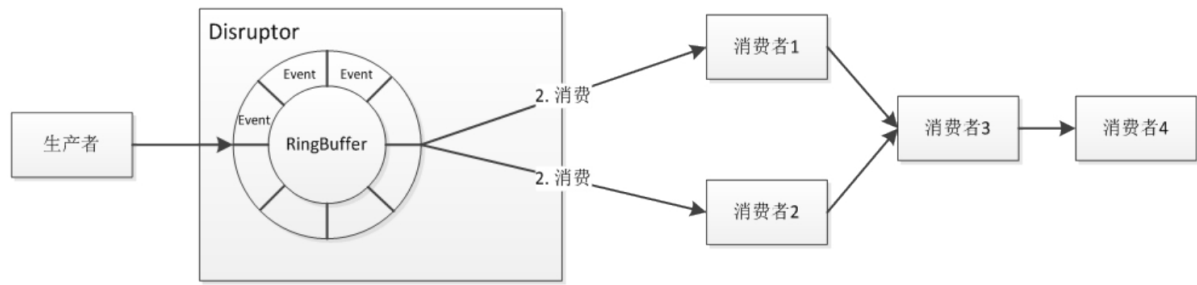 Disruptor
Event
Event
Event
RingBuffer
生产者
2. 消费
2. 消费
消费者1
消费者2
消费者3
消费者4